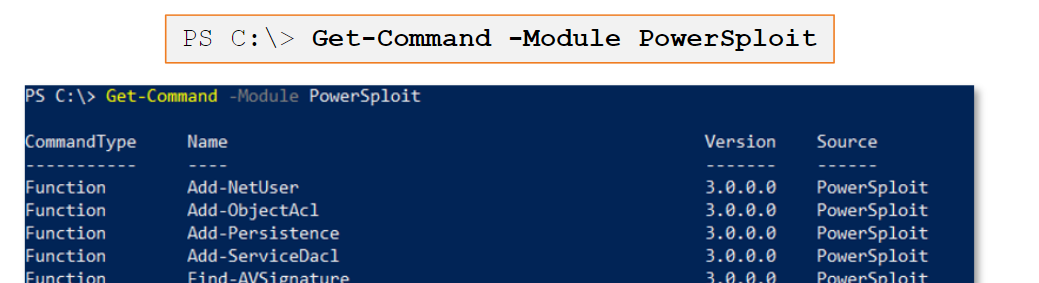 PS C:\> Get-Command -Module PowerSploit
PS C:\> Get-Command -Module PowerSploit
CommandType Name Version Source
----------- ---- ------- ------
Function Add-NetUser 3.0.0.0 PowerSploit
Function Add-ObjectAcl 3.0.0.0 PowerSploit
Function Add-Persistence 3.0.0.0 PowerSploit
Function Add-ServiceDacl 3.0.0.0 PowerSploit
Function Find-AVSignature 3.0.0.0 PowerSploit